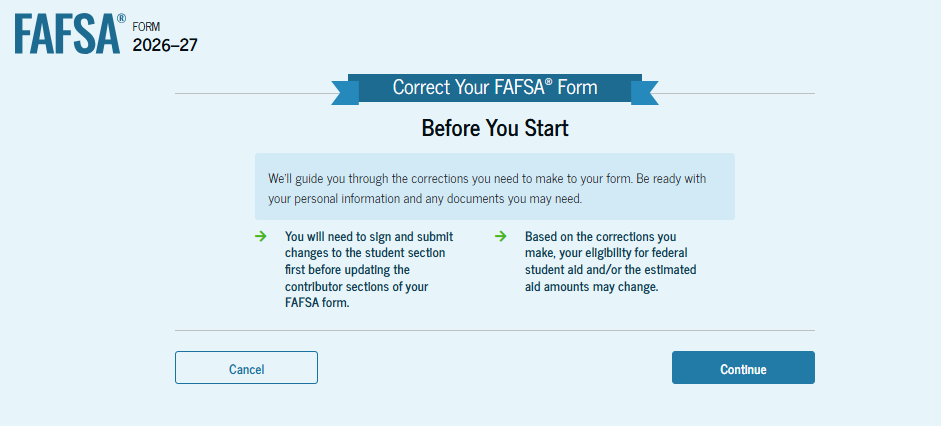 FAFSA® FORM
2026–27
Correct Your FAFSA® Form
Before You Start
We'll guide you through the corrections you need to make to your form. Be ready with
your personal information and any documents you may need.
You will need to sign and submit
changes to the student section
first before updating the
contributor sections of your
FAFSA form.
Based on the corrections you
make, your eligibility for federal
student aid and/or the estimated
aid amounts may change.
Cancel
Continue